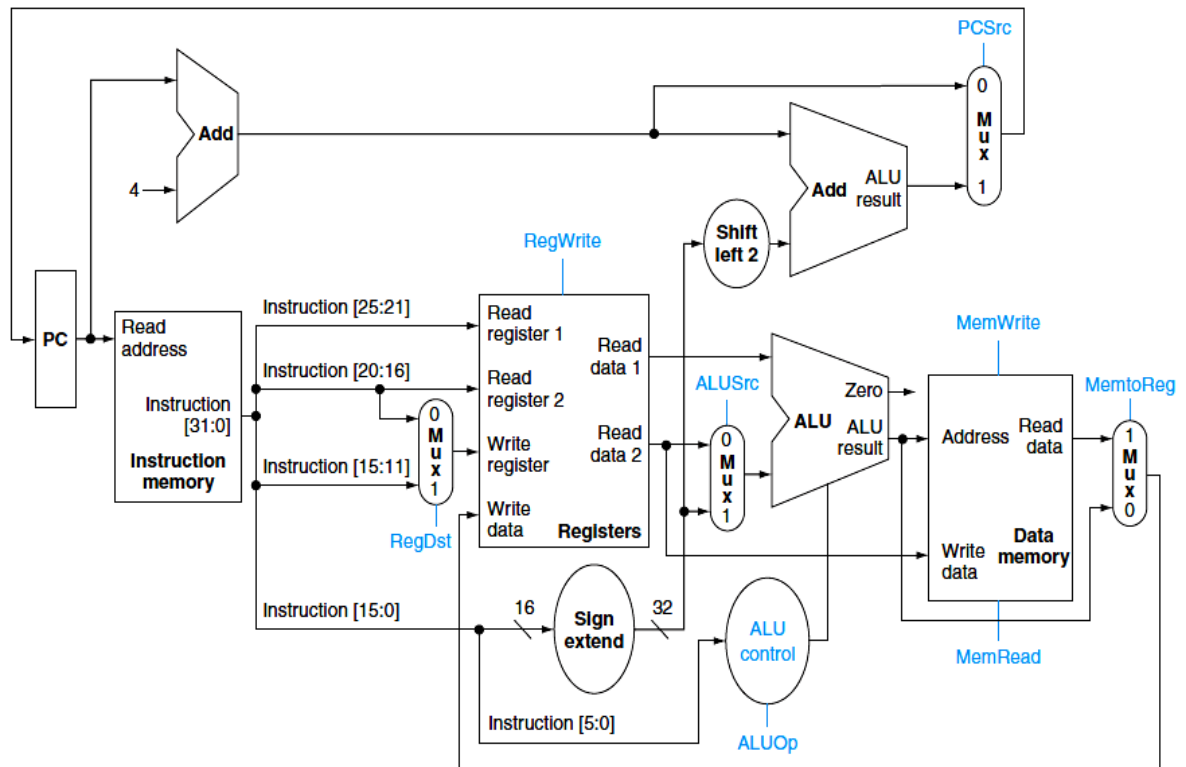 PCSrc
0
M
u
x
1
Add
4
Add
ALU
result
Shift
left 2
RegWrite
PC
Read
address
Instruction
[31:0]
Instruction
memory
Instruction [25:21]
Instruction [20:16]
Instruction [15:11]
0
M
u
x
1
RegDst
Read
register 1
Read
register 2
Write
register
Write
data
Read
data 1
Read
data 2
Registers
ALUSrc
0
M
u
x
1
ALU
Zero
ALU
result
MemWrite
Address
Read
data
Write
data
Data
memory
MemRead
MemtoReg
1
M
u
x
0
Instruction [15:0]
16
Sign
extend
32
ALU
control
ALUOp
Instruction [5:0]